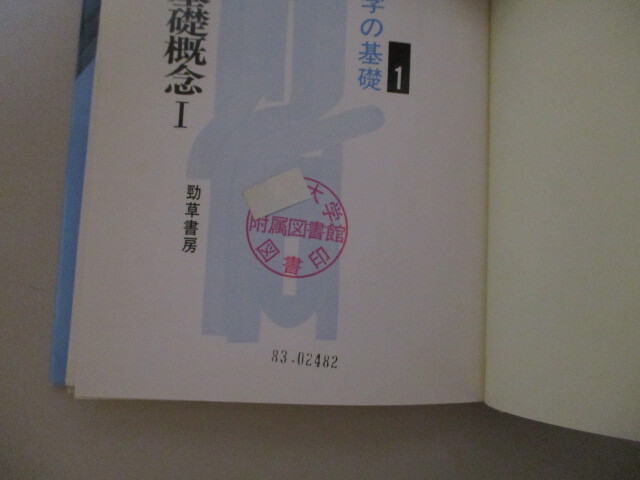 学の基礎
1
基礎概念 I
勁草書房
大学
附属図書館
図書印
83.02482